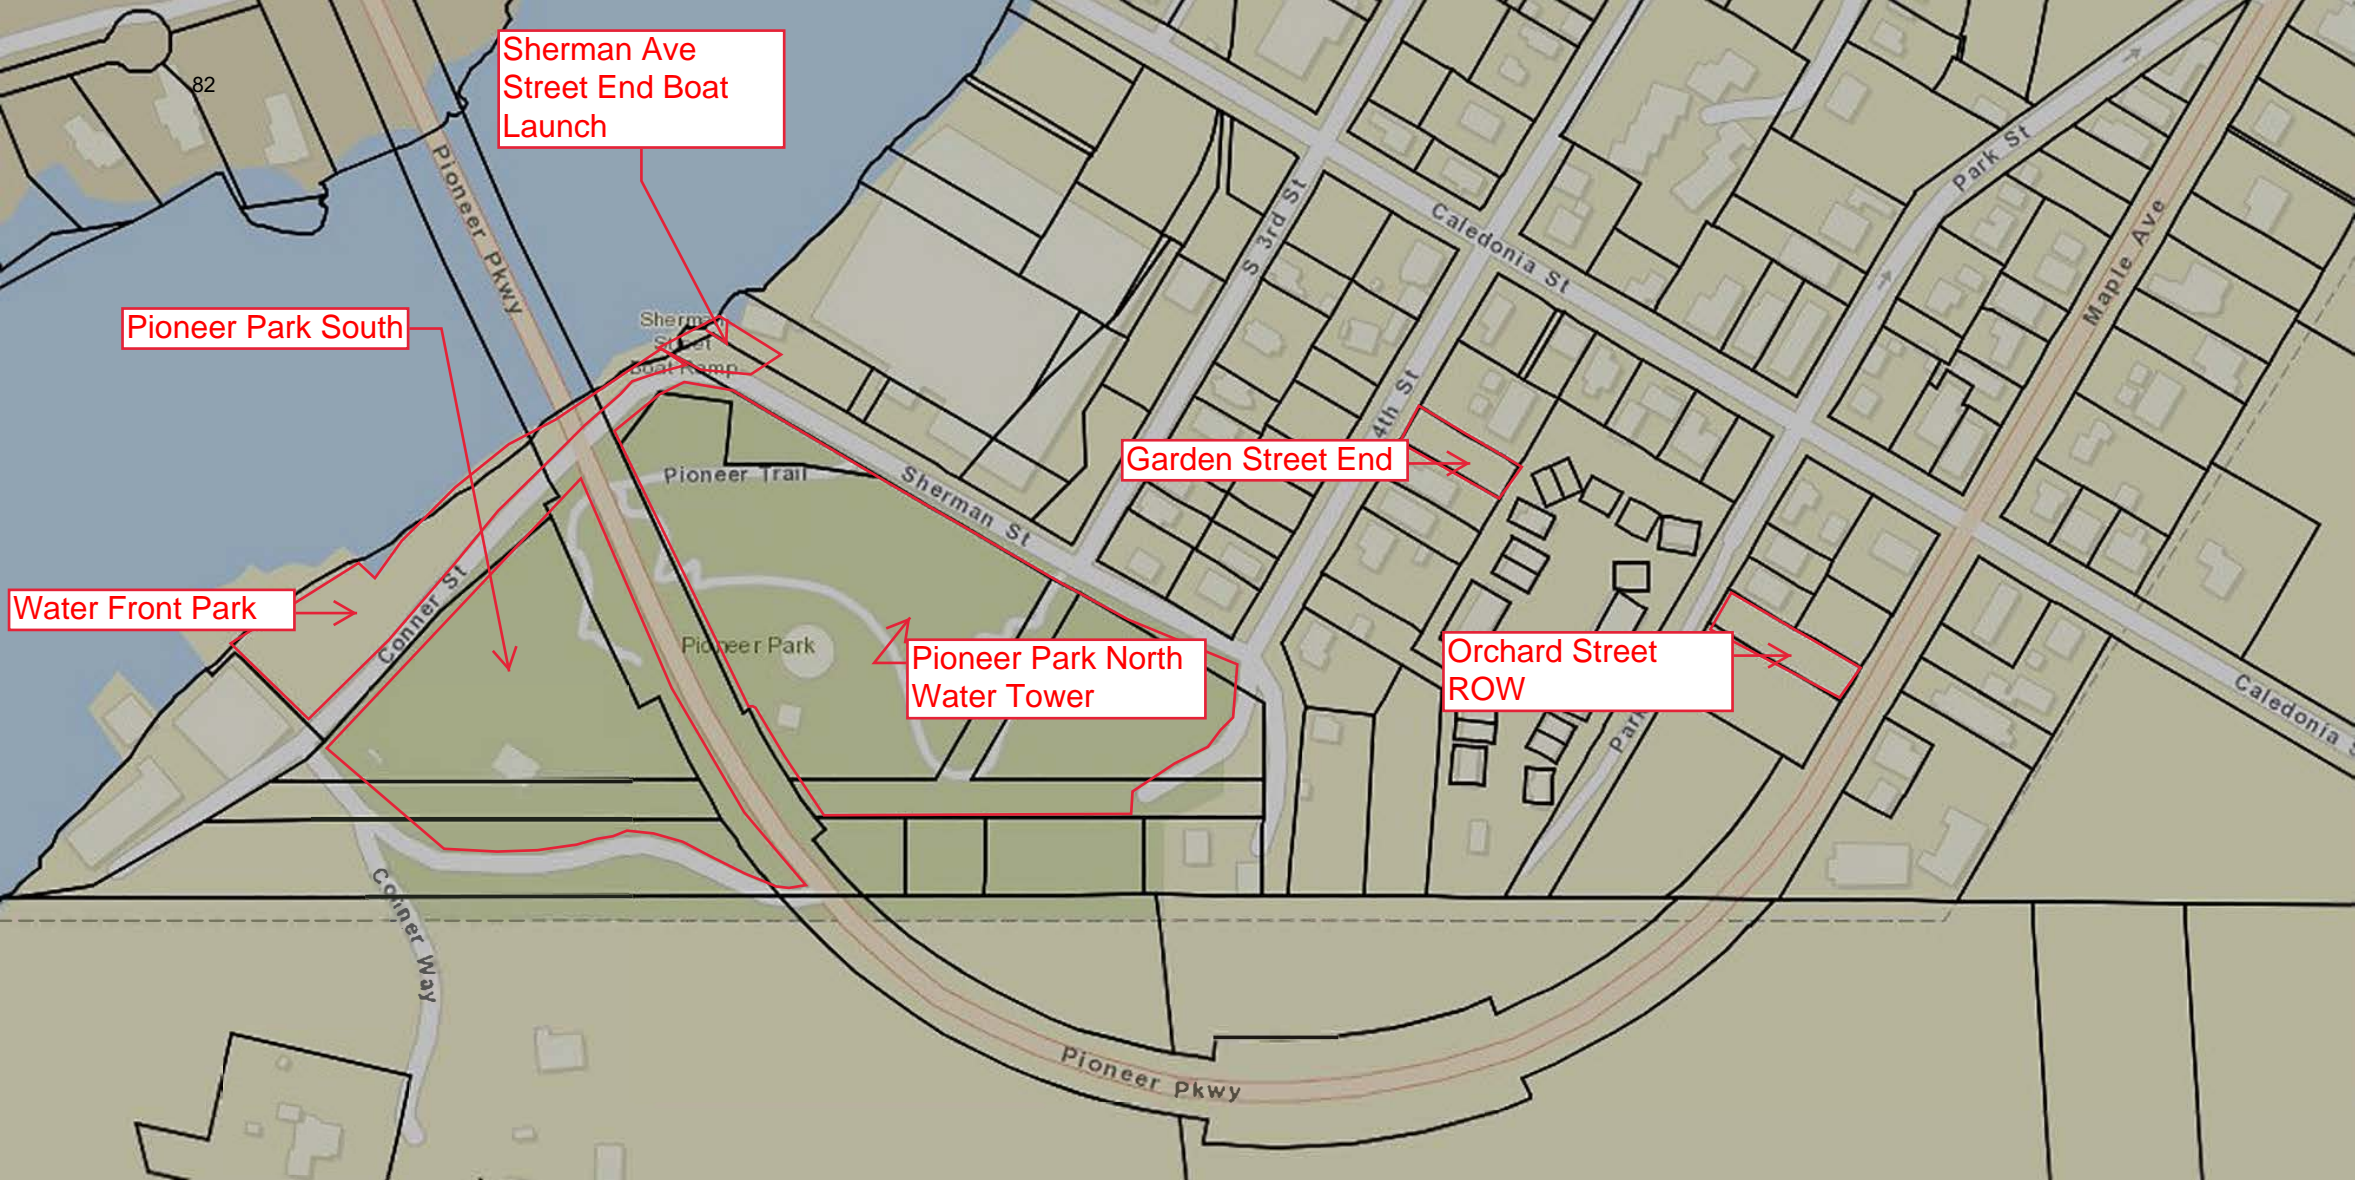 Sherman Ave
Street End Boat
Launch
82
Pioneer Pkwy
Park St
S 3rd St
Caledonia St
Maple Ave
Pioneer Park South
Sherman
Street
Boat Ramp
4th St
Garden Street End
Pioneer Trail
Sherman St
Water Front Park
Conner St
Pioneer Park
Pioneer Park North
Water Tower
Orchard Street
ROW
Park
Caledonia S
Conner Way
Pioneer Pkwy